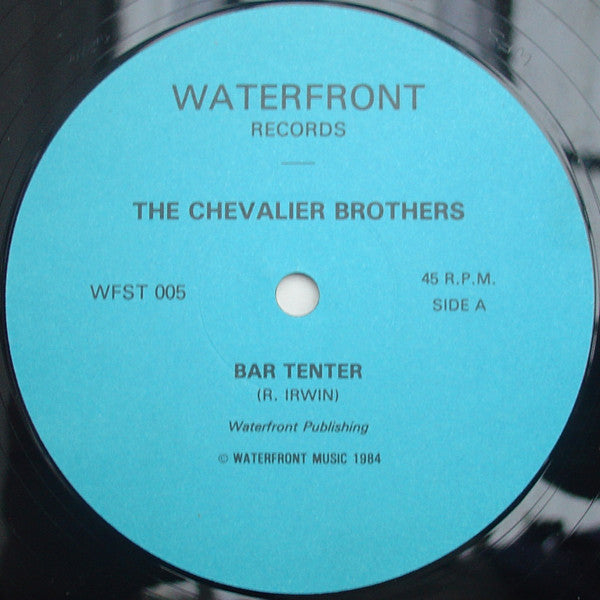 WATERFRONT
RECORDS
THE CHEVALIER BROTHERS
WFST 005
45 R.P.M.
SIDE A
BAR TENTER
(R. IRWIN)
Waterfront Publishing
© WATERFRONT MUSIC 1984